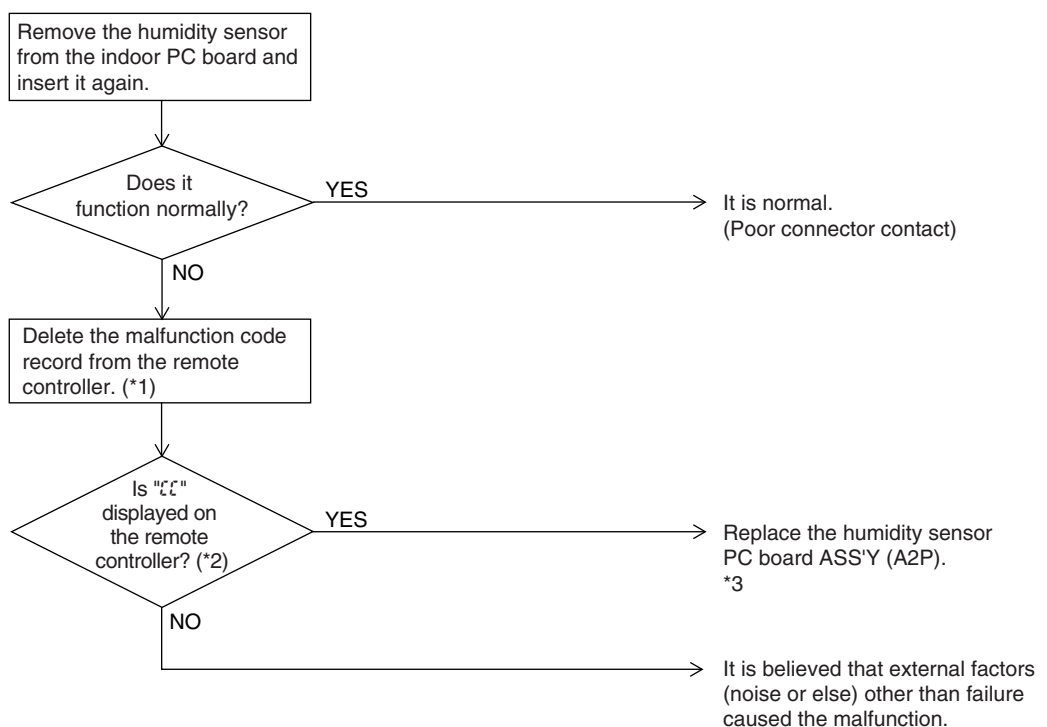 Remove the humidity sensor
from the indoor PC board and
insert it again.
Does it
function normally?
YES
It is normal.
(Poor connector contact)
NO
Delete the malfunction code
record from the remote
controller. (*1)
Is "CC"
displayed on
the remote
controller? (*2)
YES
Replace the humidity sensor
PC board ASS'Y (A2P).
*3
NO
It is believed that external factors
(noise or else) other than failure
caused the malfunction.